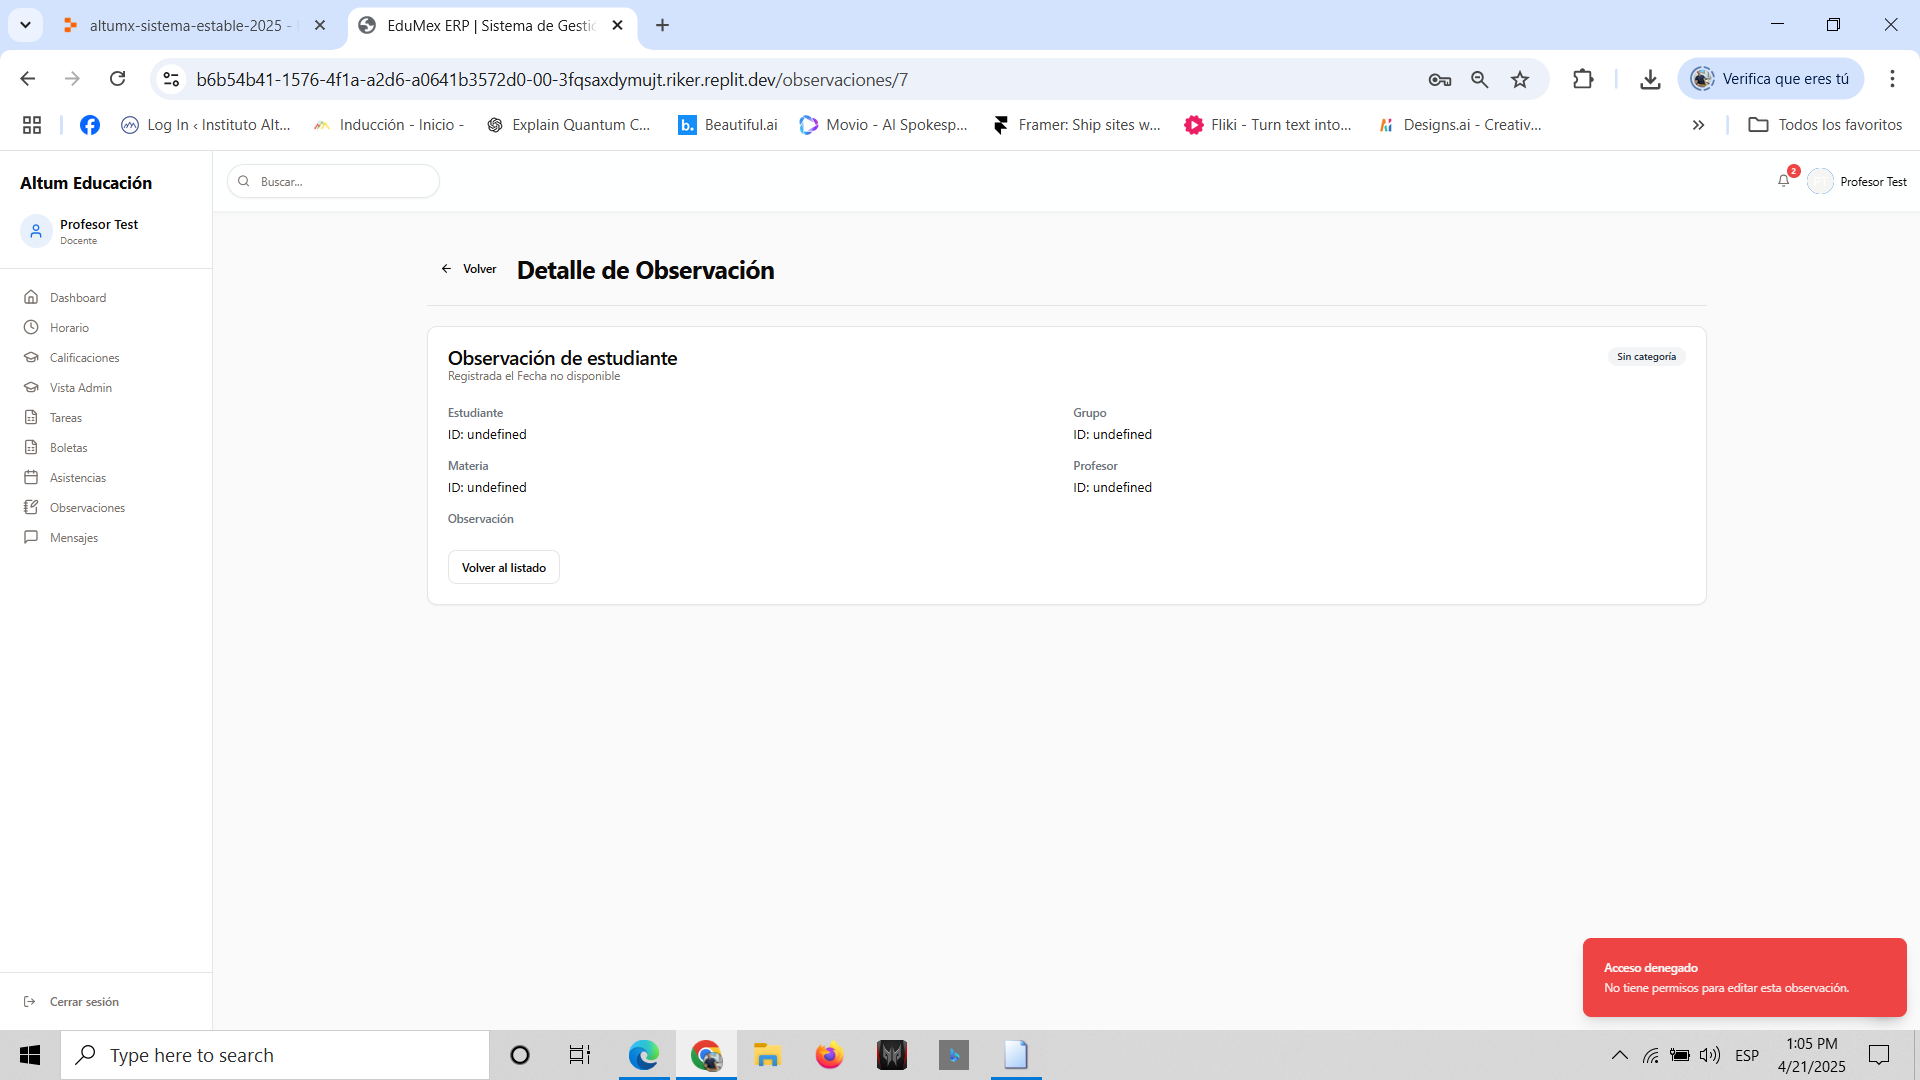 altumx-sistema-estable-2025 -
EduMex ERP | Sistema de Gesti
b6b54b41-1576-4f1a-a2d6-a0641b3572d0-00-3fqsaxdymujt.riker.replit.dev/observaciones/7
Verifica que eres tú
Log In ‹ Instituto Alt...
Inducción - Inicio -
Explain Quantum C...
b. Beautiful.ai
Movio - AI Spokesp...
Framer: Ship sites w...
Fliki - Turn text into...
Designs.ai - Creativ...
»
Todos los favoritos
Altum Educación
Buscar...
2
Profesor Test
Profesor Test
Docente
Dashboard
Horario
Calificaciones
Vista Admin
Tareas
Boletas
Asistencias
Observaciones
Mensajes
Cerrar sesión
Volver
Detalle de Observación
Observación de estudiante
Sin categoría
Registrada el Fecha no disponible
Estudiante
ID: undefined
Grupo
ID: undefined
Materia
ID: undefined
Profesor
ID: undefined
Observación
Volver al listado
Acceso denegado
No tiene permisos para editar esta observación.
Type here to search
ESP
1:05 PM
4/21/2025